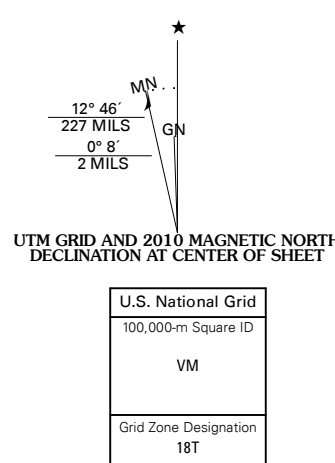 ★
MN
GN
12° 46´
227 MILS
0° 8´
2 MILS
UTM GRID AND 2010 MAGNETIC NORTH
DECLINATION AT CENTER OF SHEET
U.S. National Grid
100,000-m Square ID
VM
Grid Zone Designation
18T